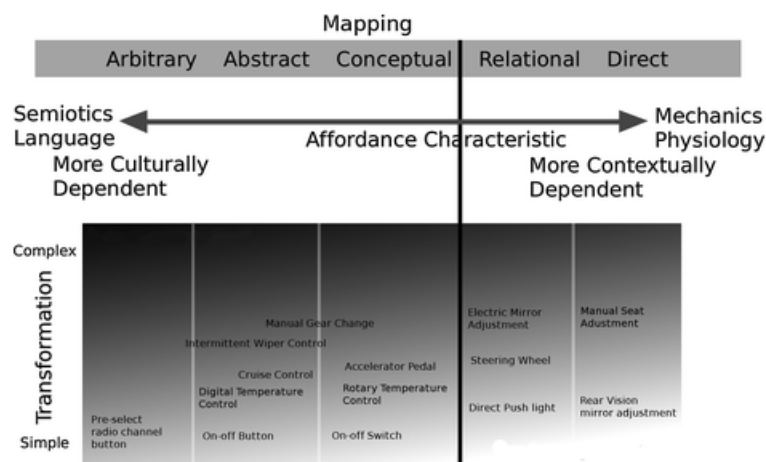 Mapping
Arbitrary Abstract Conceptual Relational Direct
Semiotics
Language
Mechanics
Physiology
Affordance Characteristic
More Culturally
Dependent
More Contextually
Dependent
Complex
Transformation
Simple
Manual Gear Change
Intermittent Wiper Control
Cruise Control
Digital Temperature
Control
On-off Button
Pre-select
radio channel
button
Accelerator Pedal
Rotary Temperature
Control
On-off Switch
Electric Mirror
Adjustment
Steering Wheel
Direct Push light
Manual Seat
Adustment
Rear Vision
mirror adjustment